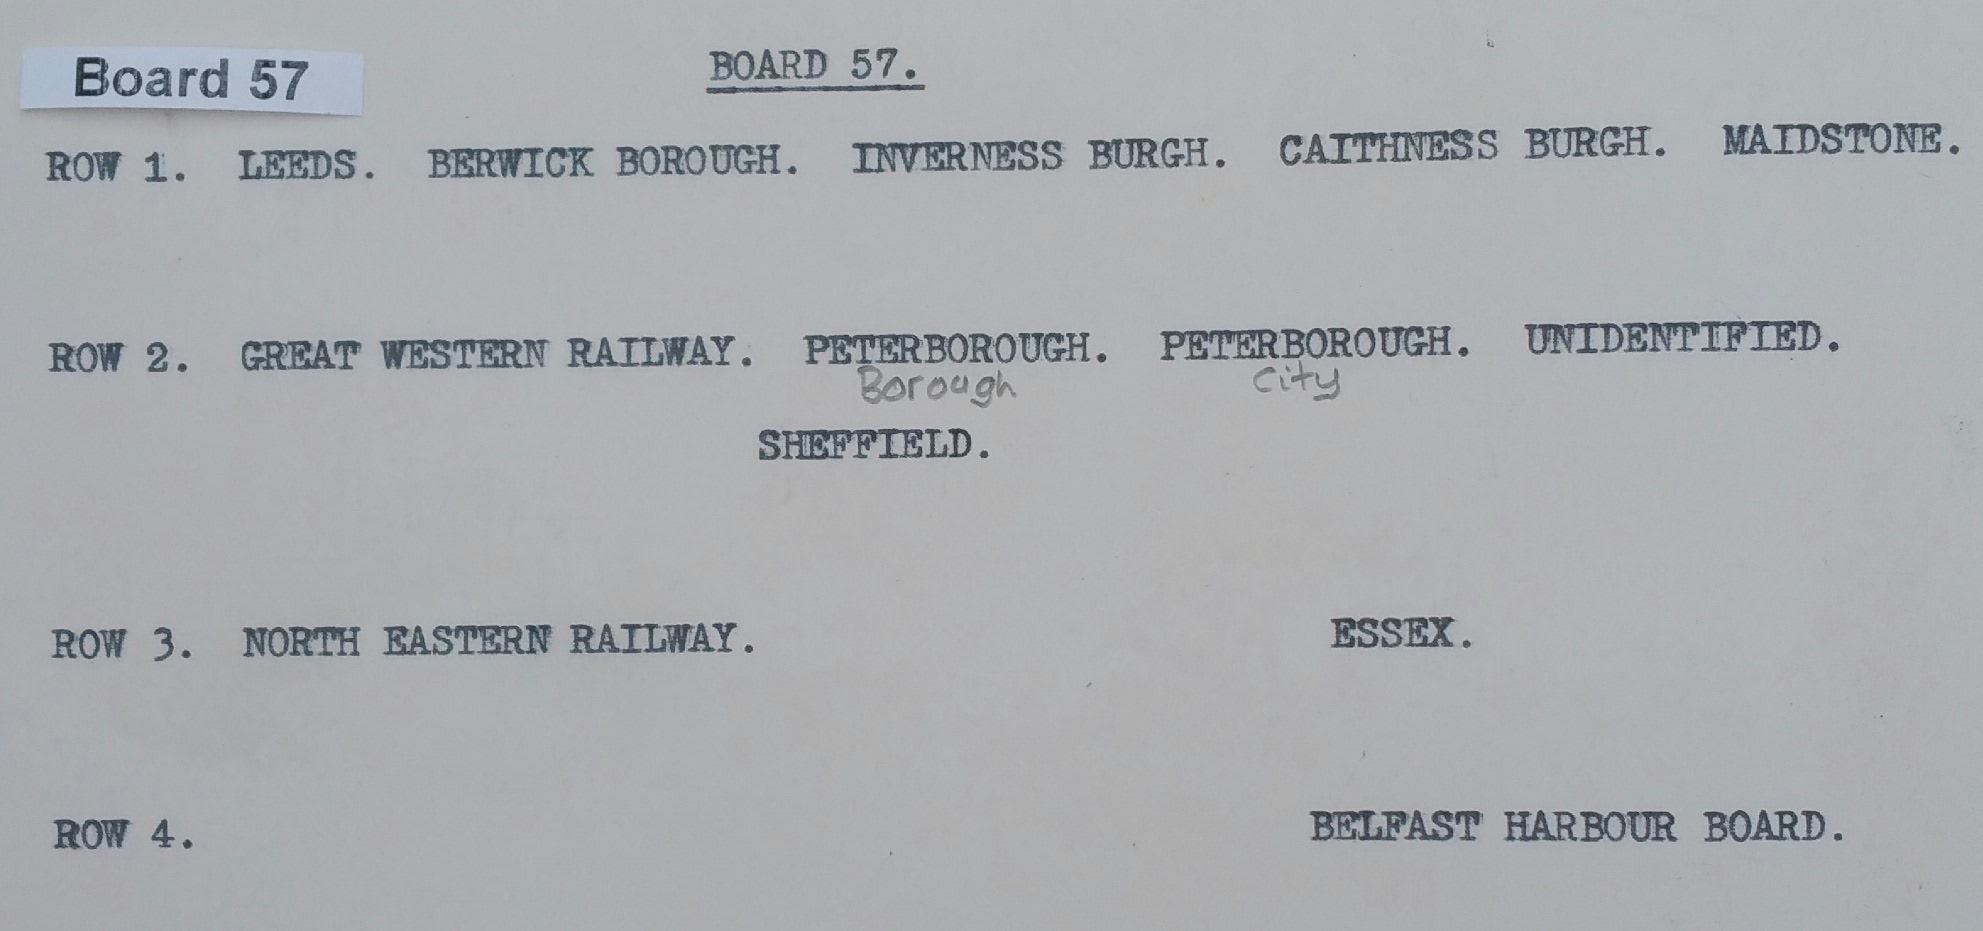 Board 57
BOARD 57.
ROW 1. LEEDS. BERWICK BOROUGH. INVERNESS BURGH. CAITHNESS BURGH. MAIDSTONE.
ROW 2. GREAT WESTERN RAILWAY. PETERBOROUGH. PETERBOROUGH. UNIDENTIFIED.
Borough City
SHEFFIELD.
ROW 3. NORTH EASTERN RAILWAY. ESSEX.
ROW 4. BELFAST HARBOUR BOARD.